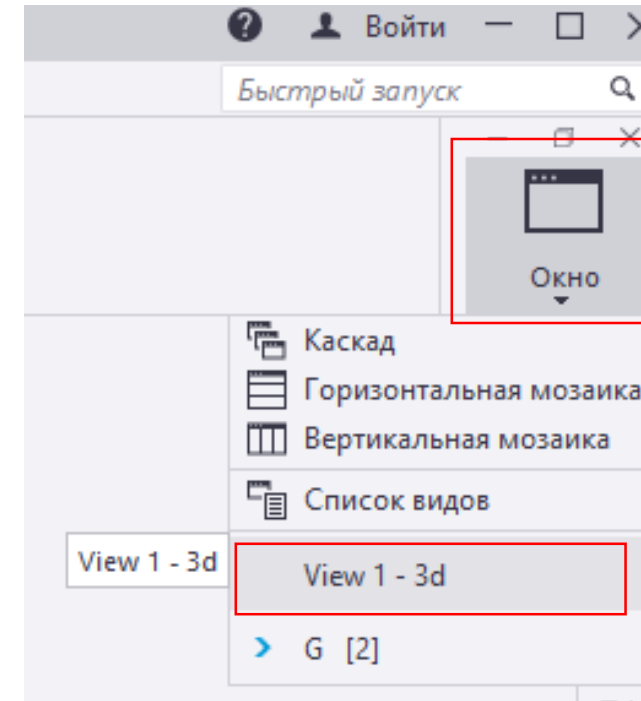 Войти
Быстрый запуск
Окно
Каскад
Горизонтальная мозаика
Вертикальная мозаика
Список видов
View 1 - 3d
View 1 - 3d
G [2]